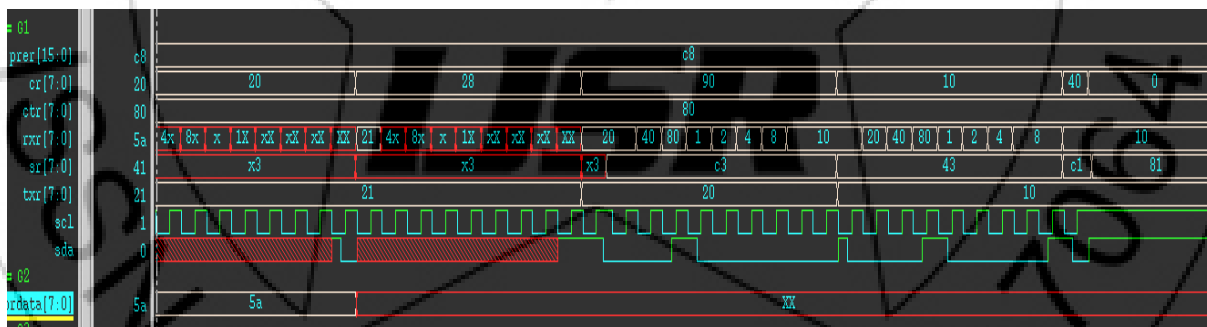 = G1
prer[15:0] c8 c8
cr[7:0] 20 20 28 90 10 40 0
ctr[7:0] 80 80
rxr[7:0] 5a 4x 8x x 1X xX xX xX XX 21 4x 8x x 1X xX xX xX XX 20 40 80 1 2 4 8 10 20 40 80 1 2 4 8 10
sr[7:0] 41 x3 x3 x3 c3 43 c1 81
txr[7:0] 21 21 20 10
scl 1
sda 0
= G2
ordata[7:0] 5a 5a XX
USR
7064